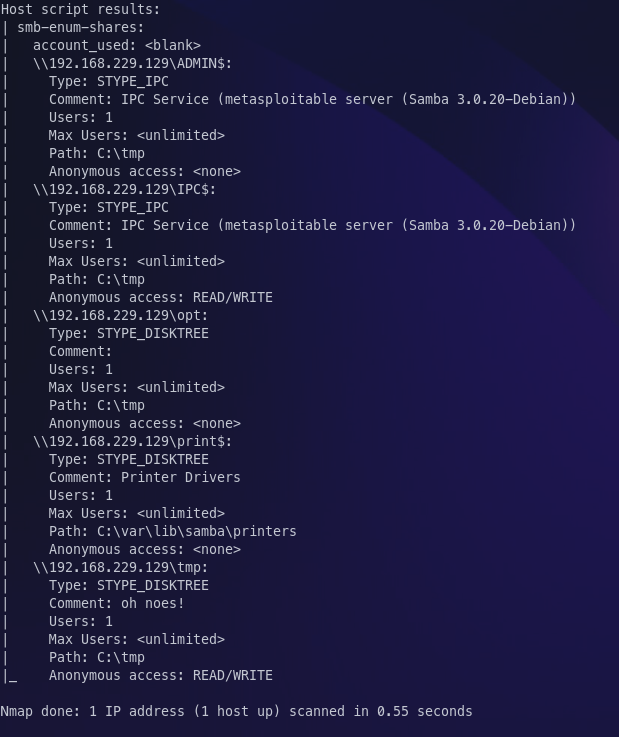 Host script results:
| smb-enum-shares:
|   account_used: <blank>
|   \\192.168.229.129\ADMIN$:
|     Type: STYPE_IPC
|     Comment: IPC Service (metasploitable server (Samba 3.0.20-Debian))
|     Users: 1
|     Max Users: <unlimited>
|     Path: C:\tmp
|     Anonymous access: <none>
|   \\192.168.229.129\IPC$:
|     Type: STYPE_IPC
|     Comment: IPC Service (metasploitable server (Samba 3.0.20-Debian))
|     Users: 1
|     Max Users: <unlimited>
|     Path: C:\tmp
|     Anonymous access: READ/WRITE
|   \\192.168.229.129\opt:
|     Type: STYPE_DISKTREE
|     Comment:
|     Users: 1
|     Max Users: <unlimited>
|     Path: C:\tmp
|     Anonymous access: <none>
|   \\192.168.229.129\print$:
|     Type: STYPE_DISKTREE
|     Comment: Printer Drivers
|     Users: 1
|     Max Users: <unlimited>
|     Path: C:\var\lib\samba\printers
|     Anonymous access: <none>
|   \\192.168.229.129\tmp:
|     Type: STYPE_DISKTREE
|     Comment: oh noes!
|     Users: 1
|     Max Users: <unlimited>
|     Path: C:\tmp
|_    Anonymous access: READ/WRITE

Nmap done: 1 IP address (1 host up) scanned in 0.55 seconds